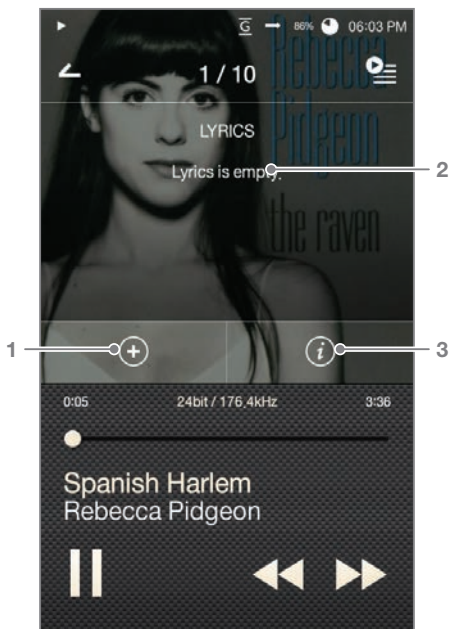 G 86% 06:03 PM
1 / 10
Rebecca
Pidgeon
LYRICS
Lyrics is empty.
2
the raven
1
3
0:05 24bit / 176.4kHz 3:36
Spanish Harlem
Rebecca Pidgeon